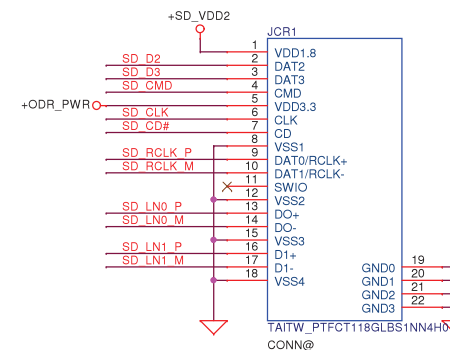 +SD_VDD2
JCR1
1 VDD1.8
SD_D2 2 DAT2
SD_D3 3 DAT3
SD_CMD 4 CMD
+ODR_PWR 5 VDD3.3
SD_CLK 6 CLK
SD_CD# 7 CD
8 VSS1
SD_RCLK_P 9 DAT0/RCLK+
SD_RCLK_M 10 DAT1/RCLK-
11 SWIO
12 VSS2
SD_LN0_P 13 DO+
SD_LN0_M 14 DO-
15 VSS3
SD_LN1_P 16 D1+
SD_LN1_M 17 D1- GND0 19
18 VSS4 GND1 20
GND2 21
GND3 22
TAITW_PTFCT118GLBS1NN4H0
CONN@